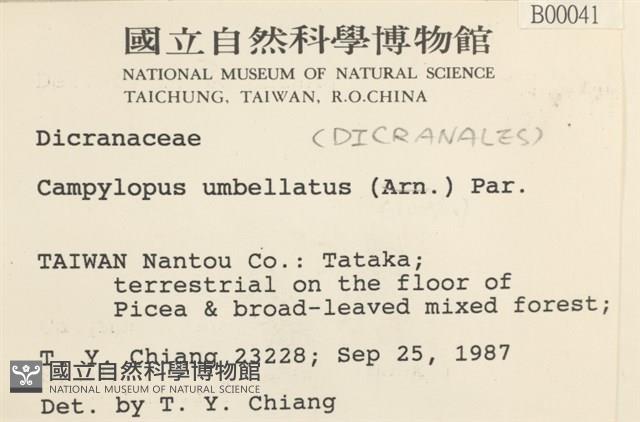 B00041
國立自然科學博物館
NATIONAL MUSEUM OF NATURAL SCIENCE
TAICHUNG, TAIWAN, R.O.CHINA
Dicranaceae (DICRANALES)
Campylopus umbellatus (Arn.) Par.
TAIWAN Nantou Co.: Tataka;
terrestrial on the floor of
Picea & broad-leaved mixed forest;
T. Y. Chiang 23228; Sep 25, 1987
國立自然科學博物館
NATIONAL MUSEUM OF NATURAL SCIENCE
Det. by T. Y. Chiang